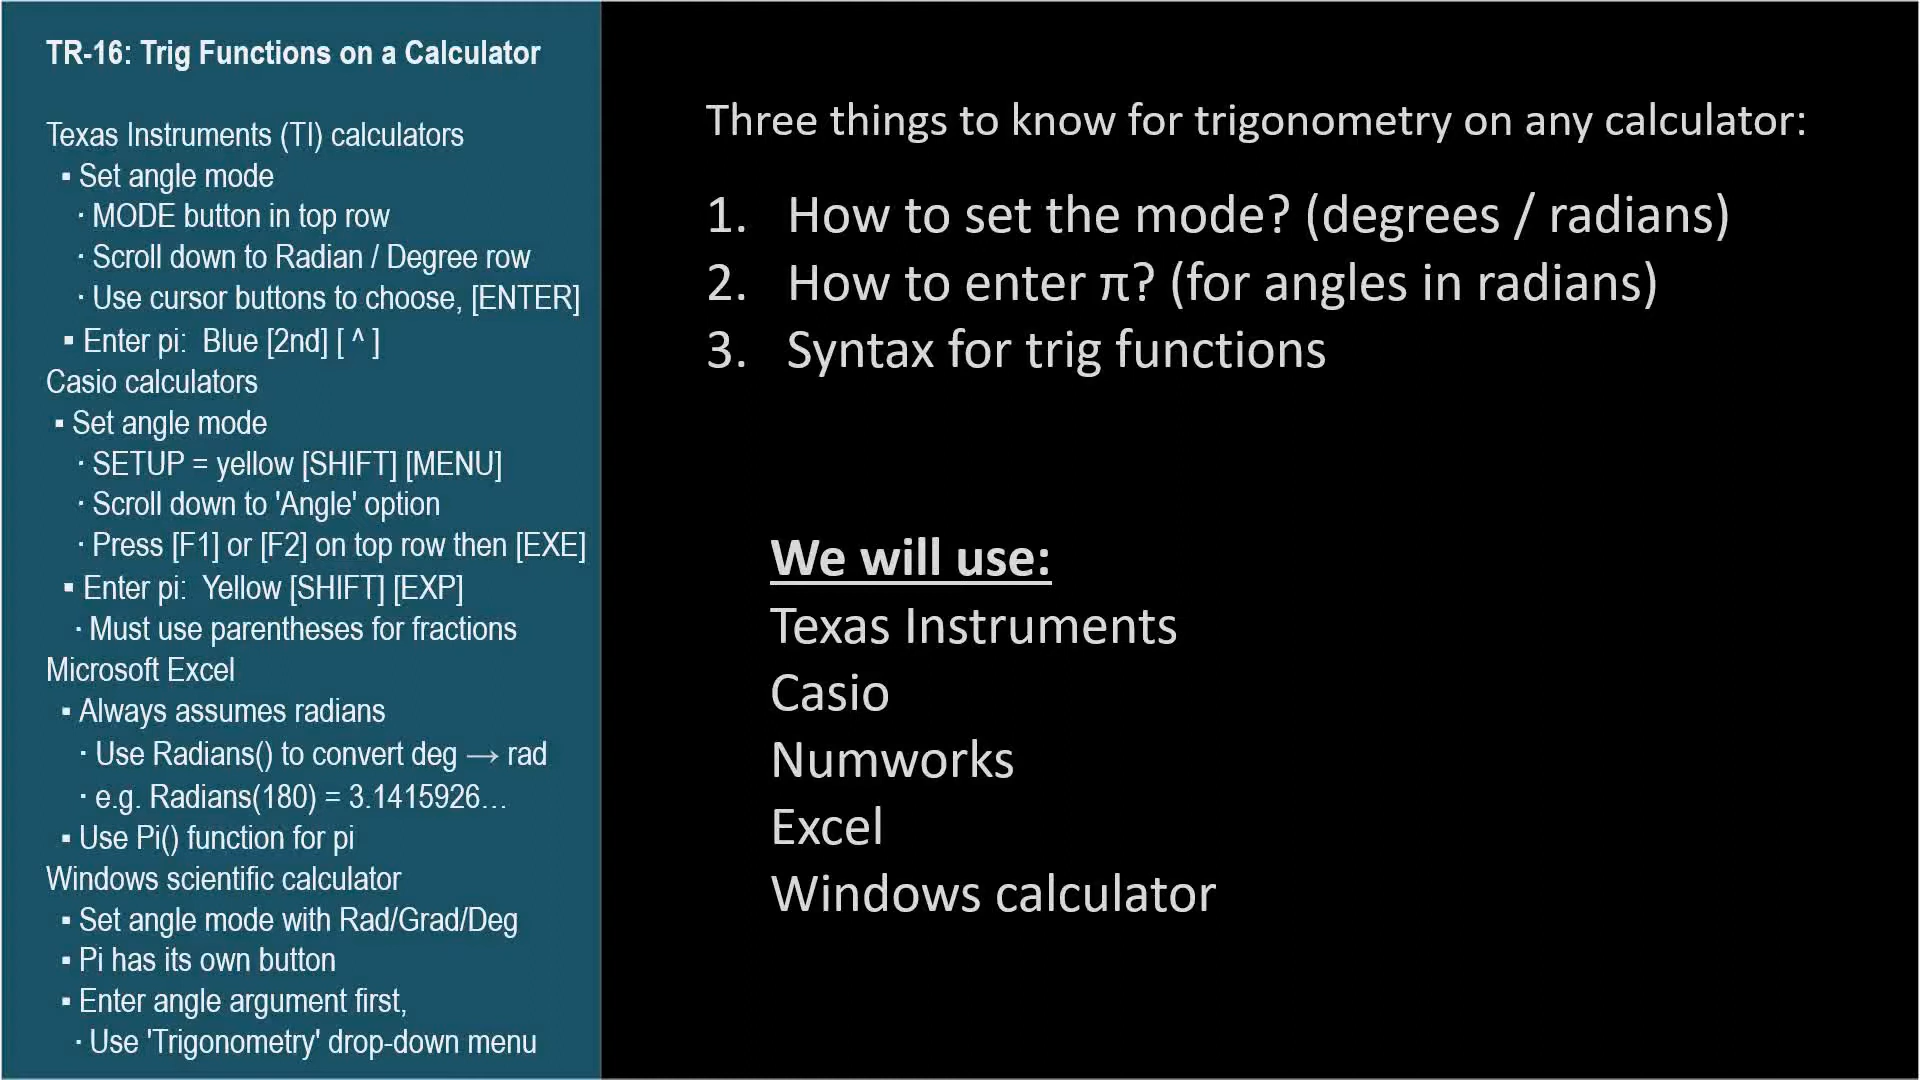 TR-16: Trig Functions on a Calculator
Texas Instruments (TI) calculators
▪ Set angle mode
· MODE button in top row
· Scroll down to Radian / Degree row
· Use cursor buttons to choose, [ENTER]
▪ Enter pi: Blue [2nd] [ ^ ]
Casio calculators
▪ Set angle mode
· SETUP = yellow [SHIFT] [MENU]
· Scroll down to 'Angle' option
· Press [F1] or [F2] on top row then [EXE]
▪ Enter pi: Yellow [SHIFT] [EXP]
· Must use parentheses for fractions
Microsoft Excel
▪ Always assumes radians
· Use Radians() to convert deg → rad
· e.g. Radians(180) = 3.1415926…
▪ Use Pi() function for pi
Windows scientific calculator
▪ Set angle mode with Rad/Grad/Deg
▪ Pi has its own button
▪ Enter angle argument first,
· Use 'Trigonometry' drop-down menu
Three things to know for trigonometry on any calculator:
1. How to set the mode? (degrees / radians)
2. How to enter π? (for angles in radians)
3. Syntax for trig functions
We will use:
Texas Instruments
Casio
Numworks
Excel
Windows calculator